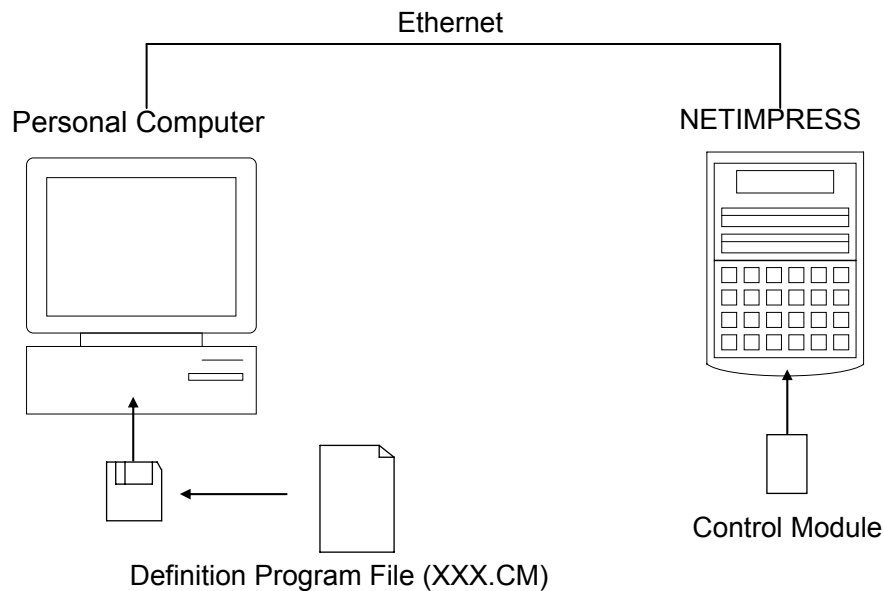 Ethernet
Personal Computer
NETIMPRESS
Control Module
Definition Program File (XXX.CM)